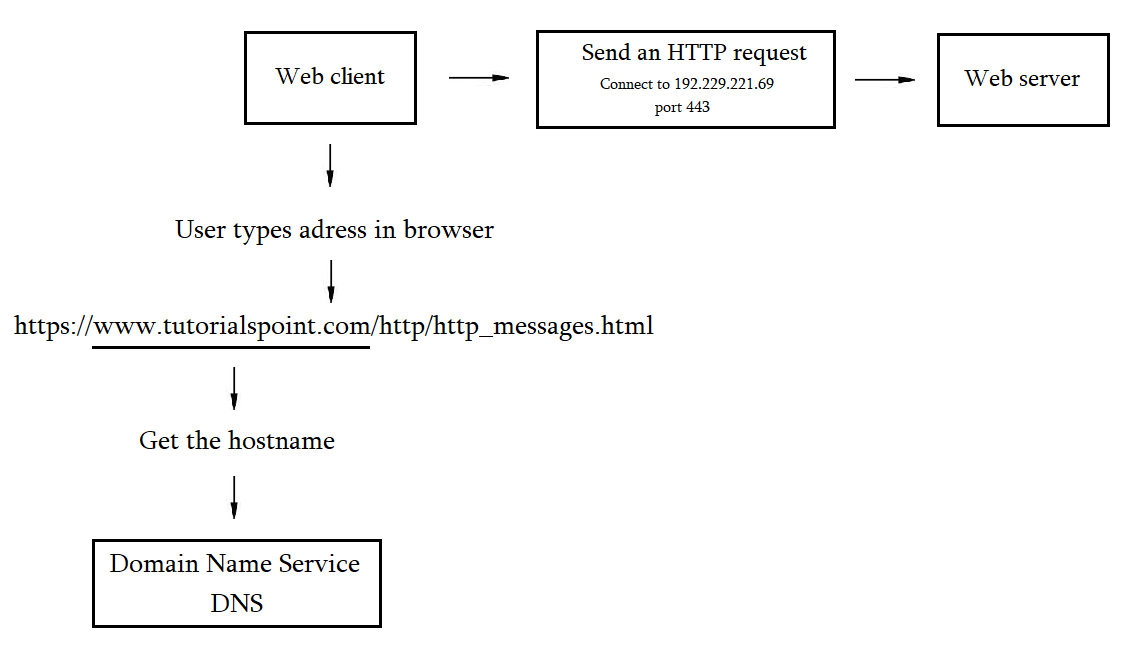 Web client
Send an HTTP request
Connect to 192.229.221.69
port 443
Web server
User types adress in browser
https://www.tutorialspoint.com/http/http_messages.html
Get the hostname
Domain Name Service
DNS